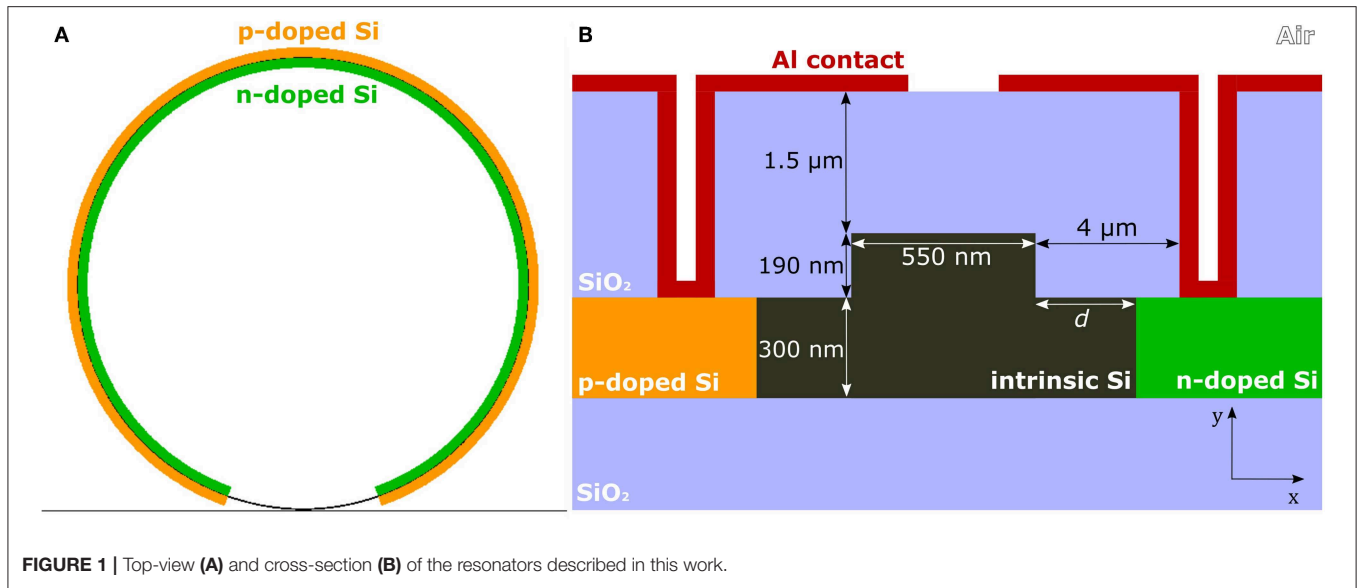 A
p-doped Si
n-doped Si
B
Air
Al contact
1.5 μm
4 μm
190 nm
550 nm
SiO₂
d
300 nm
p-doped Si
intrinsic Si
n-doped Si
y
x
SiO₂
FIGURE 1 | Top-view (A) and cross-section (B) of the resonators described in this work.